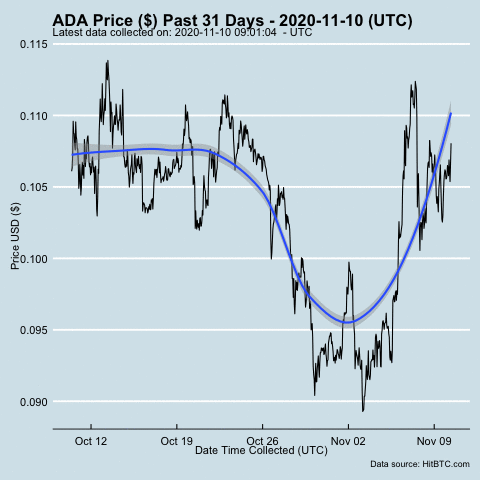 ADA Price ($) Past 31 Days - 2020-11-10 (UTC)
Latest data collected on: 2020-11-10 09:01:04 - UTC
0.115
0.110
0.105
0.100
0.095
0.090
Price USD ($)
Oct 12 Oct 19 Oct 26 Nov 02 Nov 09
Date Time Collected (UTC)
Data source: HitBTC.com